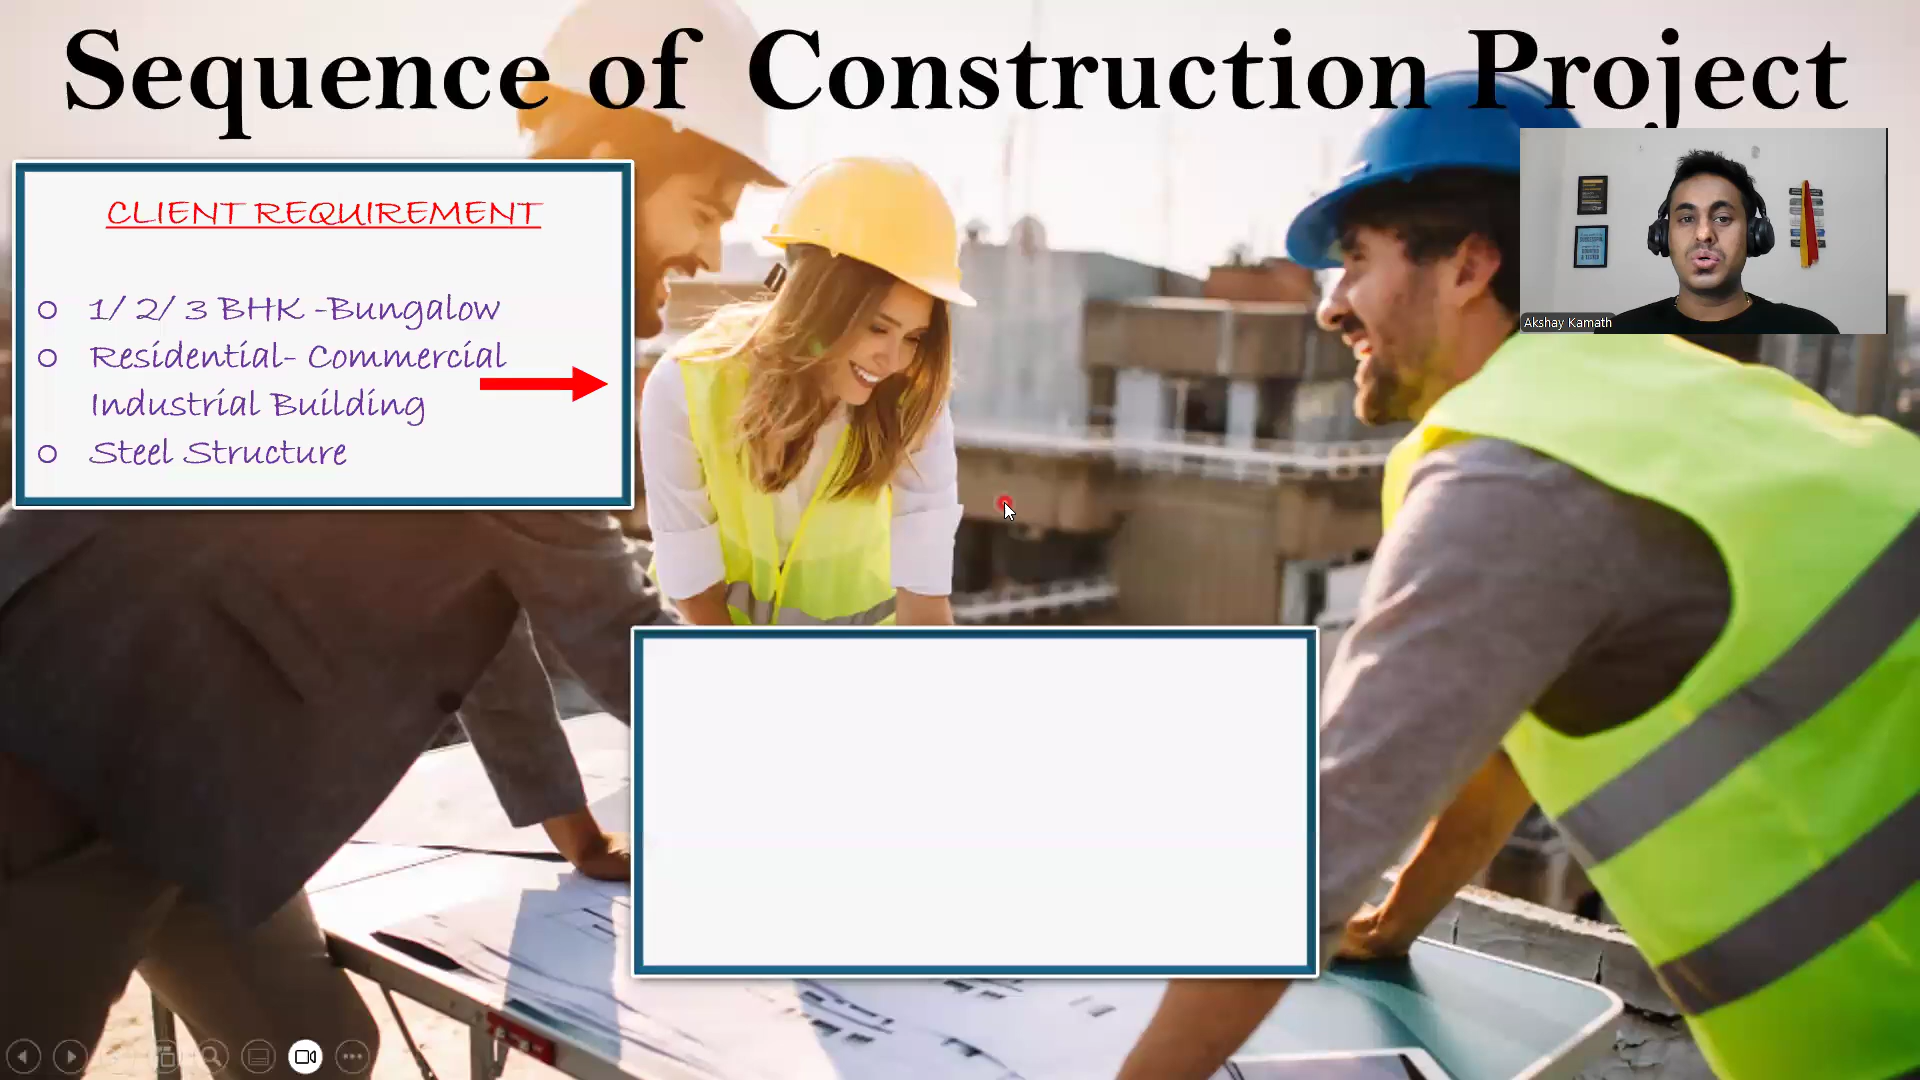 Sequence of Construction Project
CLIENT REQUIREMENT
1/ 2/ 3 BHK -Bungalow
Residential- Commercial
Industrial Building
Steel Structure
Akshay Kamath